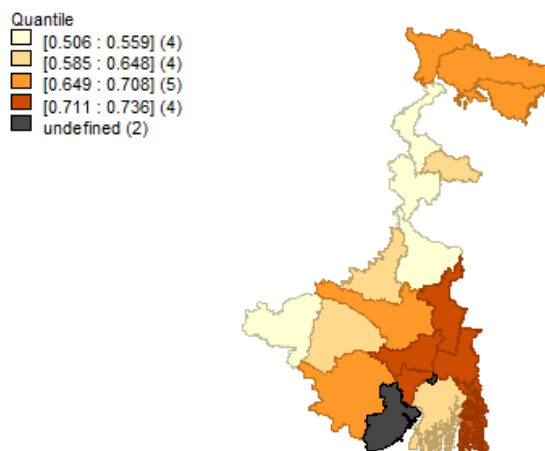 Quantile
[0.506 : 0.559] (4)
[0.585 : 0.648] (4)
[0.649 : 0.708] (5)
[0.711 : 0.736] (4)
undefined (2)